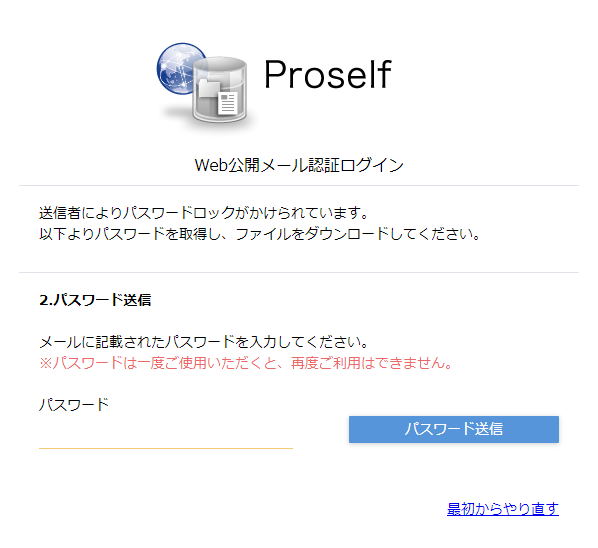 Proself
Web公開メール認証ログイン
送信者によりパスワードロックがかけられています。
以下よりパスワードを取得し、ファイルをダウンロードしてください。
2.パスワード送信
メールに記載されたパスワードを入力してください。
※パスワードは一度ご使用いただくと、再度ご利用はできません。
パスワード
パスワード送信
最初からやり直す